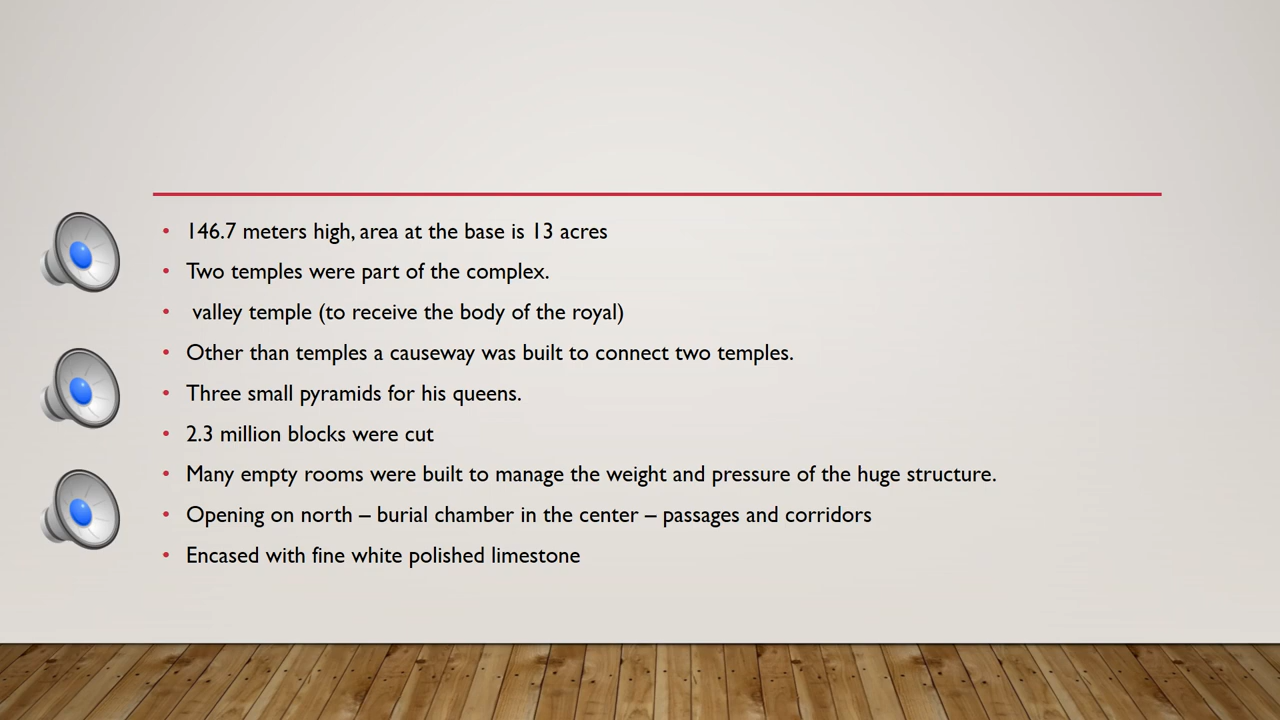 • 146.7 meters high, area at the base is 13 acres
• Two temples were part of the complex.
• valley temple (to receive the body of the royal)
• Other than temples a causeway was built to connect two temples.
• Three small pyramids for his queens.
• 2.3 million blocks were cut
• Many empty rooms were built to manage the weight and pressure of the huge structure.
• Opening on north – burial chamber in the center – passages and corridors
• Encased with fine white polished limestone